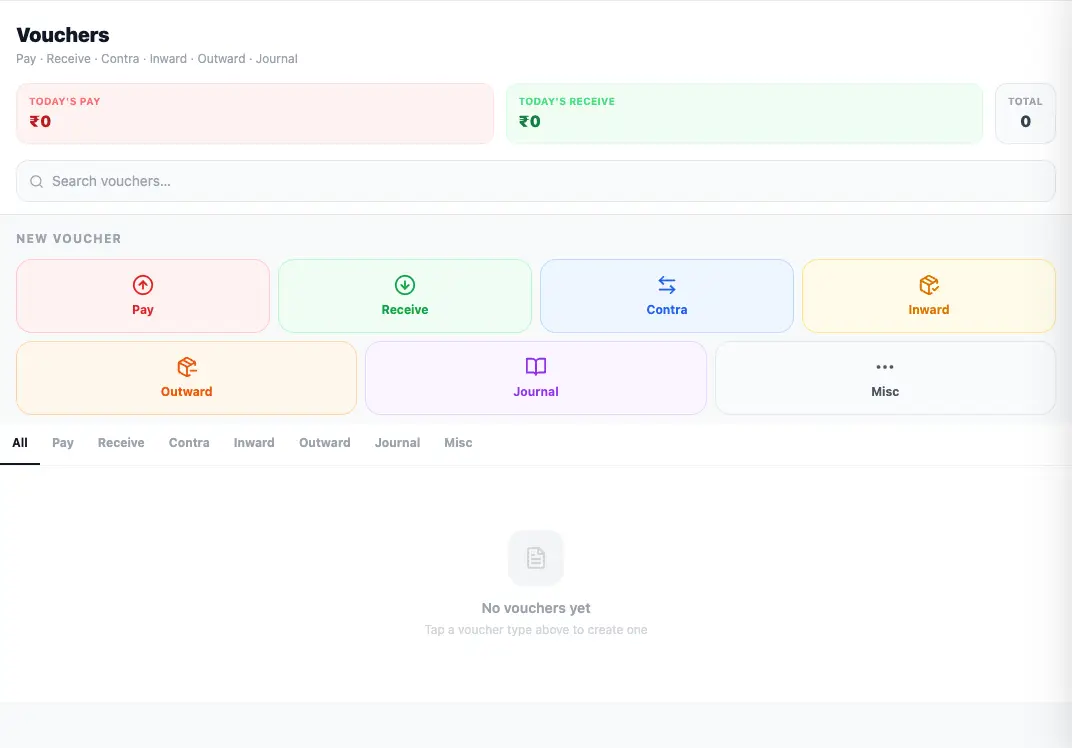 Vouchers
Pay · Receive · Contra · Inward · Outward · Journal
TODAY'S PAY
₹0
TODAY'S RECEIVE
₹0
TOTAL
0
Search vouchers...
NEW VOUCHER
Pay
Receive
Contra
Inward
Outward
Journal
Misc
All Pay Receive Contra Inward Outward Journal Misc
No vouchers yet
Tap a voucher type above to create one